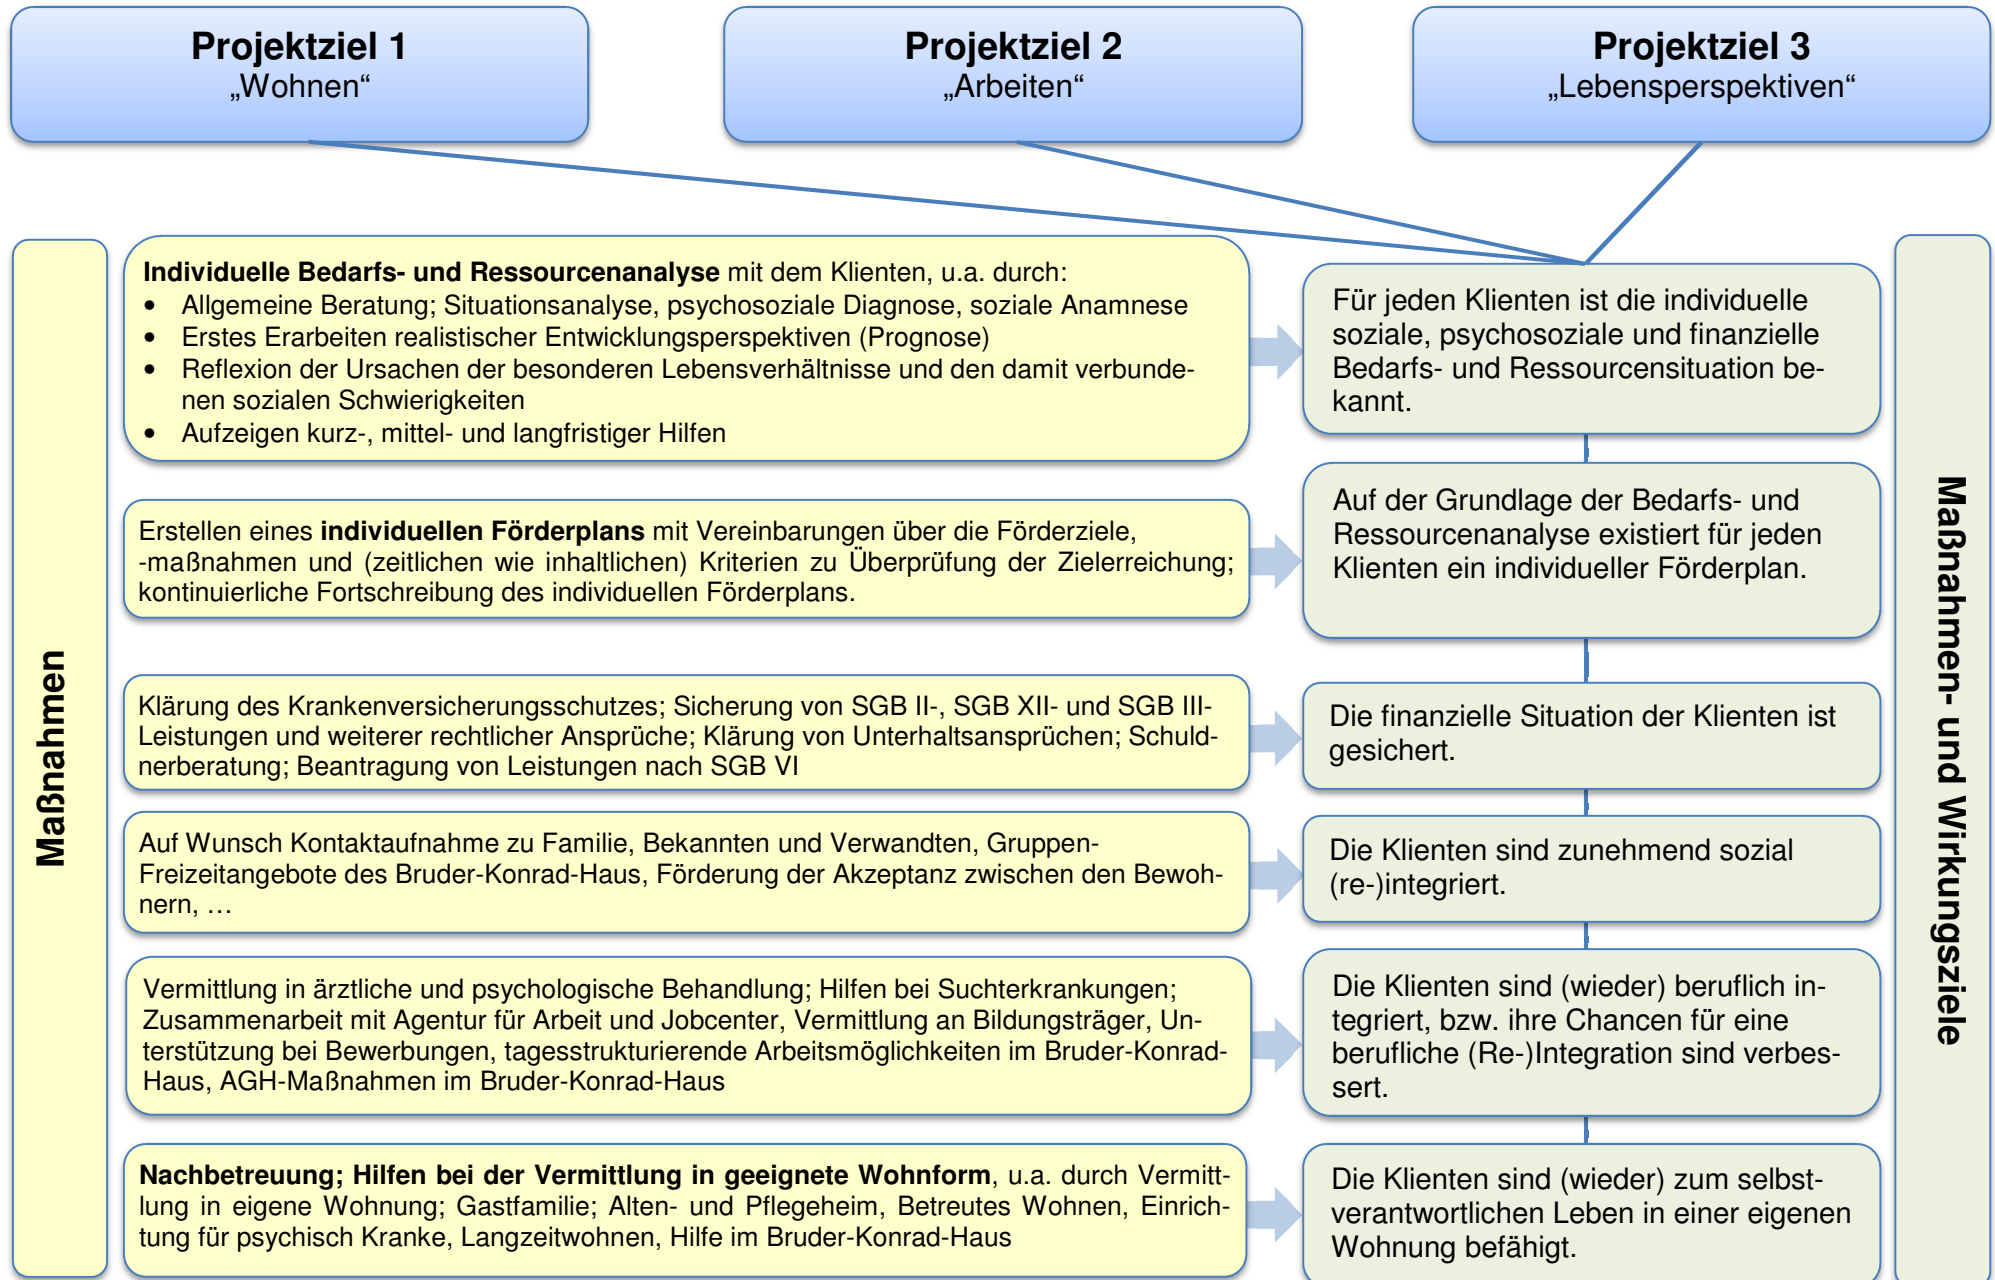 Projektziel 1
„Wohnen“
Projektziel 2
„Arbeiten“
Projektziel 3
„Lebensperspektiven“
Maßnahmen
Individuelle Bedarfs- und Ressourcenanalyse mit dem Klienten, u.a. durch:
• Allgemeine Beratung; Situationsanalyse, psychosoziale Diagnose, soziale Anamnese
• Erstes Erarbeiten realistischer Entwicklungsperspektiven (Prognose)
• Reflexion der Ursachen der besonderen Lebensverhältnisse und den damit verbunde-
nen sozialen Schwierigkeiten
• Aufzeigen kurz-, mittel- und langfristiger Hilfen
Für jeden Klienten ist die individuelle
soziale, psychosoziale und finanzielle
Bedarfs- und Ressourcensituation be-
kannt.
Erstellen eines individuellen Förderplans mit Vereinbarungen über die Förderziele,
-maßnahmen und (zeitlichen wie inhaltlichen) Kriterien zu Überprüfung der Zielerreichung;
kontinuierliche Fortschreibung des individuellen Förderplans.
Auf der Grundlage der Bedarfs- und
Ressourcenanalyse existiert für jeden
Klienten ein individueller Förderplan.
Klärung des Krankenversicherungsschutzes; Sicherung von SGB II-, SGB XII- und SGB III-
Leistungen und weiterer rechtlicher Ansprüche; Klärung von Unterhaltsansprüchen; Schuld-
nerberatung; Beantragung von Leistungen nach SGB VI
Die finanzielle Situation der Klienten ist
gesichert.
Auf Wunsch Kontaktaufnahme zu Familie, Bekannten und Verwandten, Gruppen-
Freizeitangebote des Bruder-Konrad-Haus, Förderung der Akzeptanz zwischen den Bewoh-
nern, …
Die Klienten sind zunehmend sozial
(re-)integriert.
Vermittlung in ärztliche und psychologische Behandlung; Hilfen bei Suchterkrankungen;
Zusammenarbeit mit Agentur für Arbeit und Jobcenter, Vermittlung an Bildungsträger, Un-
terstützung bei Bewerbungen, tagesstrukturierende Arbeitsmöglichkeiten im Bruder-Konrad-
Haus, AGH-Maßnahmen im Bruder-Konrad-Haus
Die Klienten sind (wieder) beruflich in-
tegriert, bzw. ihre Chancen für eine
berufliche (Re-)Integration sind verbes-
sert.
Nachbetreuung; Hilfen bei der Vermittlung in geeignete Wohnform, u.a. durch Vermitt-
lung in eigene Wohnung; Gastfamilie; Alten- und Pflegeheim, Betreutes Wohnen, Einrich-
tung für psychisch Kranke, Langzeitwohnen, Hilfe im Bruder-Konrad-Haus
Die Klienten sind (wieder) zum selbst-
verantwortlichen Leben in einer eigenen
Wohnung befähigt.
Maßnahmen- und Wirkungsziele